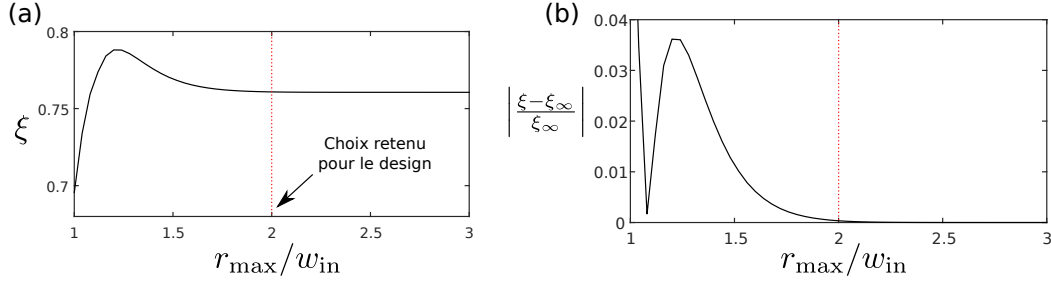 (a)
0.8
0.75
0.7
ξ
Choix retenu
pour le design
1
1.5
2
2.5
3
r_max/w_in
(b)
0.04
0.03
0.02
0.01
0
|ξ−ξ_∞ / ξ_∞|
1
1.5
2
2.5
3
r_max/w_in